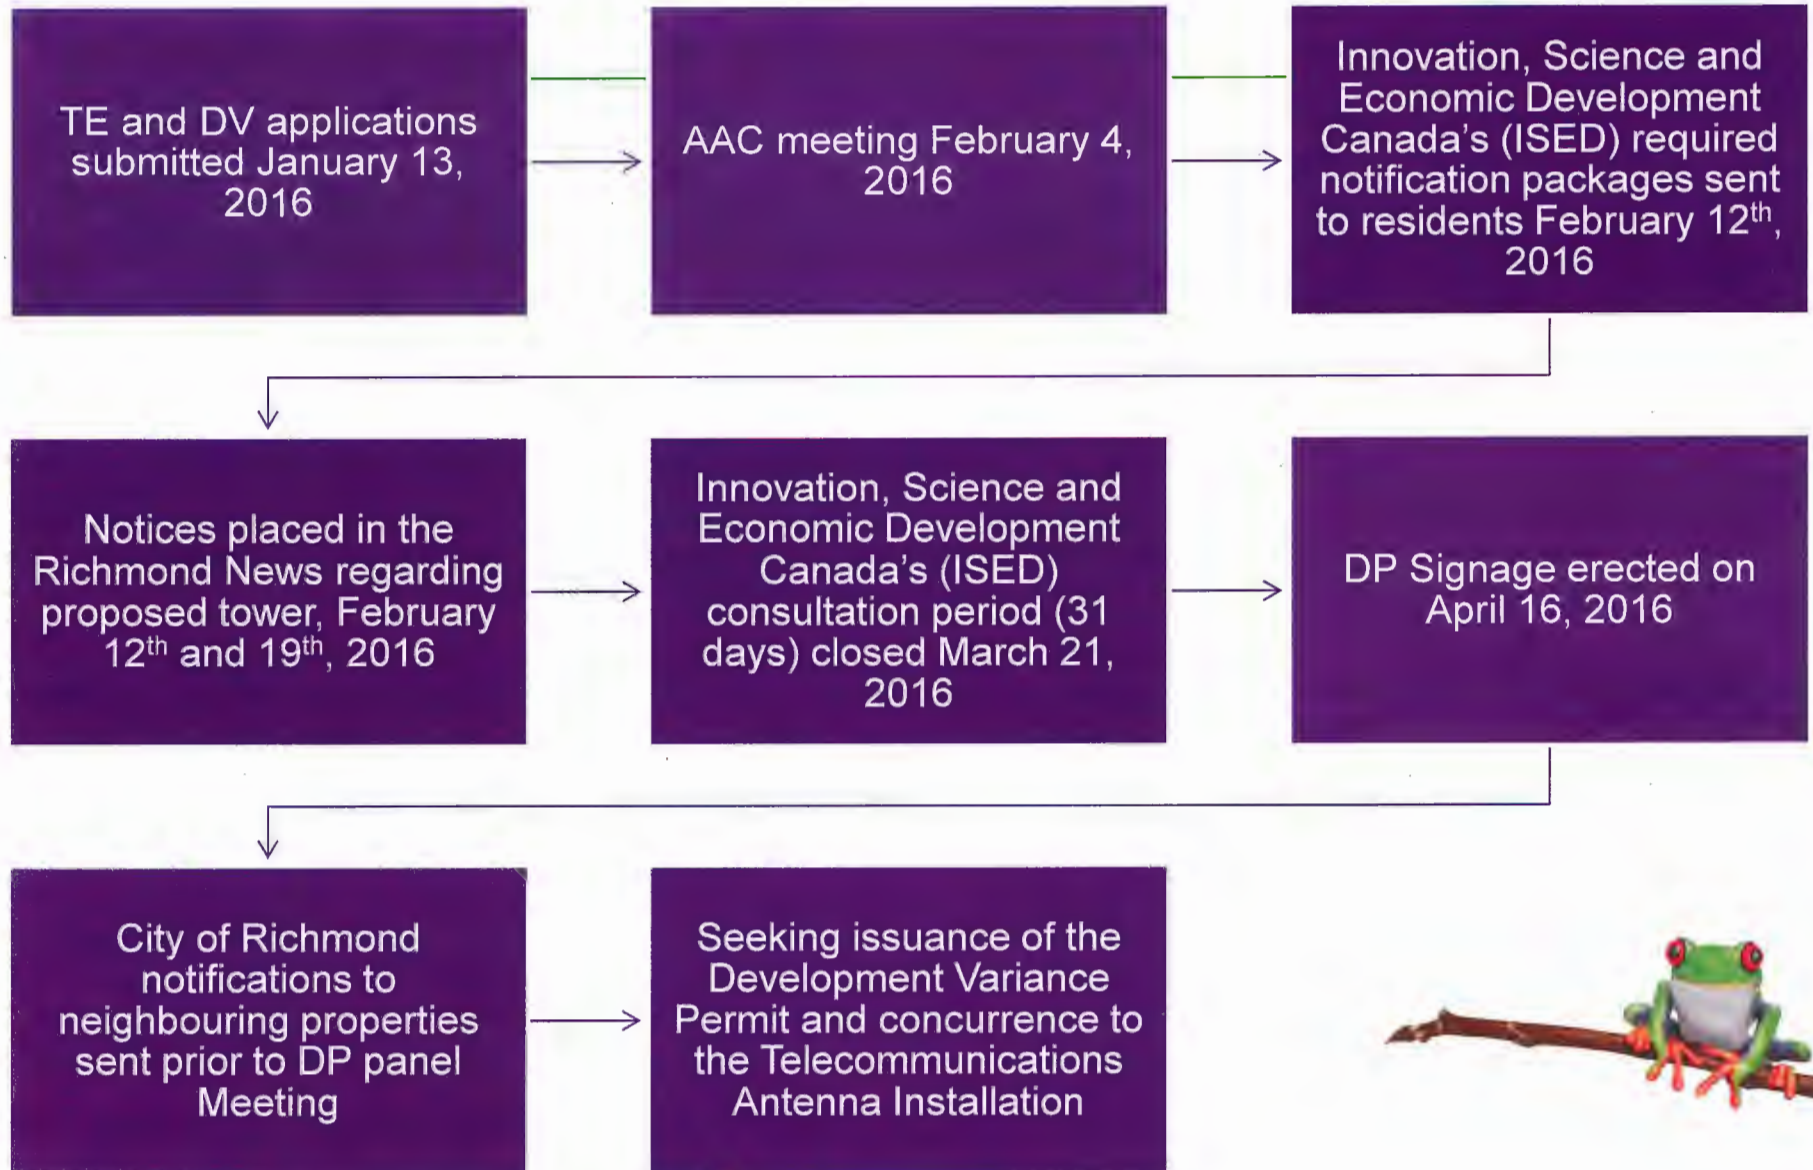 TE and DV applications
submitted January 13,
2016
AAC meeting February 4,
2016
Innovation, Science and
Economic Development
Canada's (ISED) required
notification packages sent
to residents February 12th,
2016
Notices placed in the
Richmond News regarding
proposed tower, February
12th and 19th, 2016
Innovation, Science and
Economic Development
Canada's (ISED)
consultation period (31
days) closed March 21,
2016
DP Signage erected on
April 16, 2016
City of Richmond
notifications to
neighbouring properties
sent prior to DP panel
Meeting
Seeking issuance of the
Development Variance
Permit and concurrence to
the Telecommunications
Antenna Installation